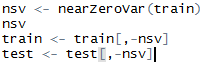 nsv <- nearZeroVar(train)
nsv
train <- train[,-nsv]
test <- test[,-nsv]